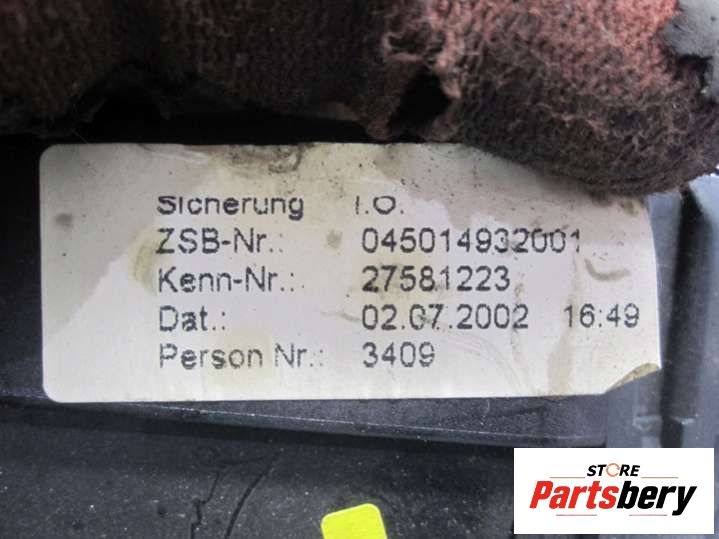 Sicherung I.O.
ZSB-Nr.: 045014932001
Kenn-Nr.: 27581223
Dat.: 02.07.2002 16:49
Person Nr.: 3409
STORE
Partsbery